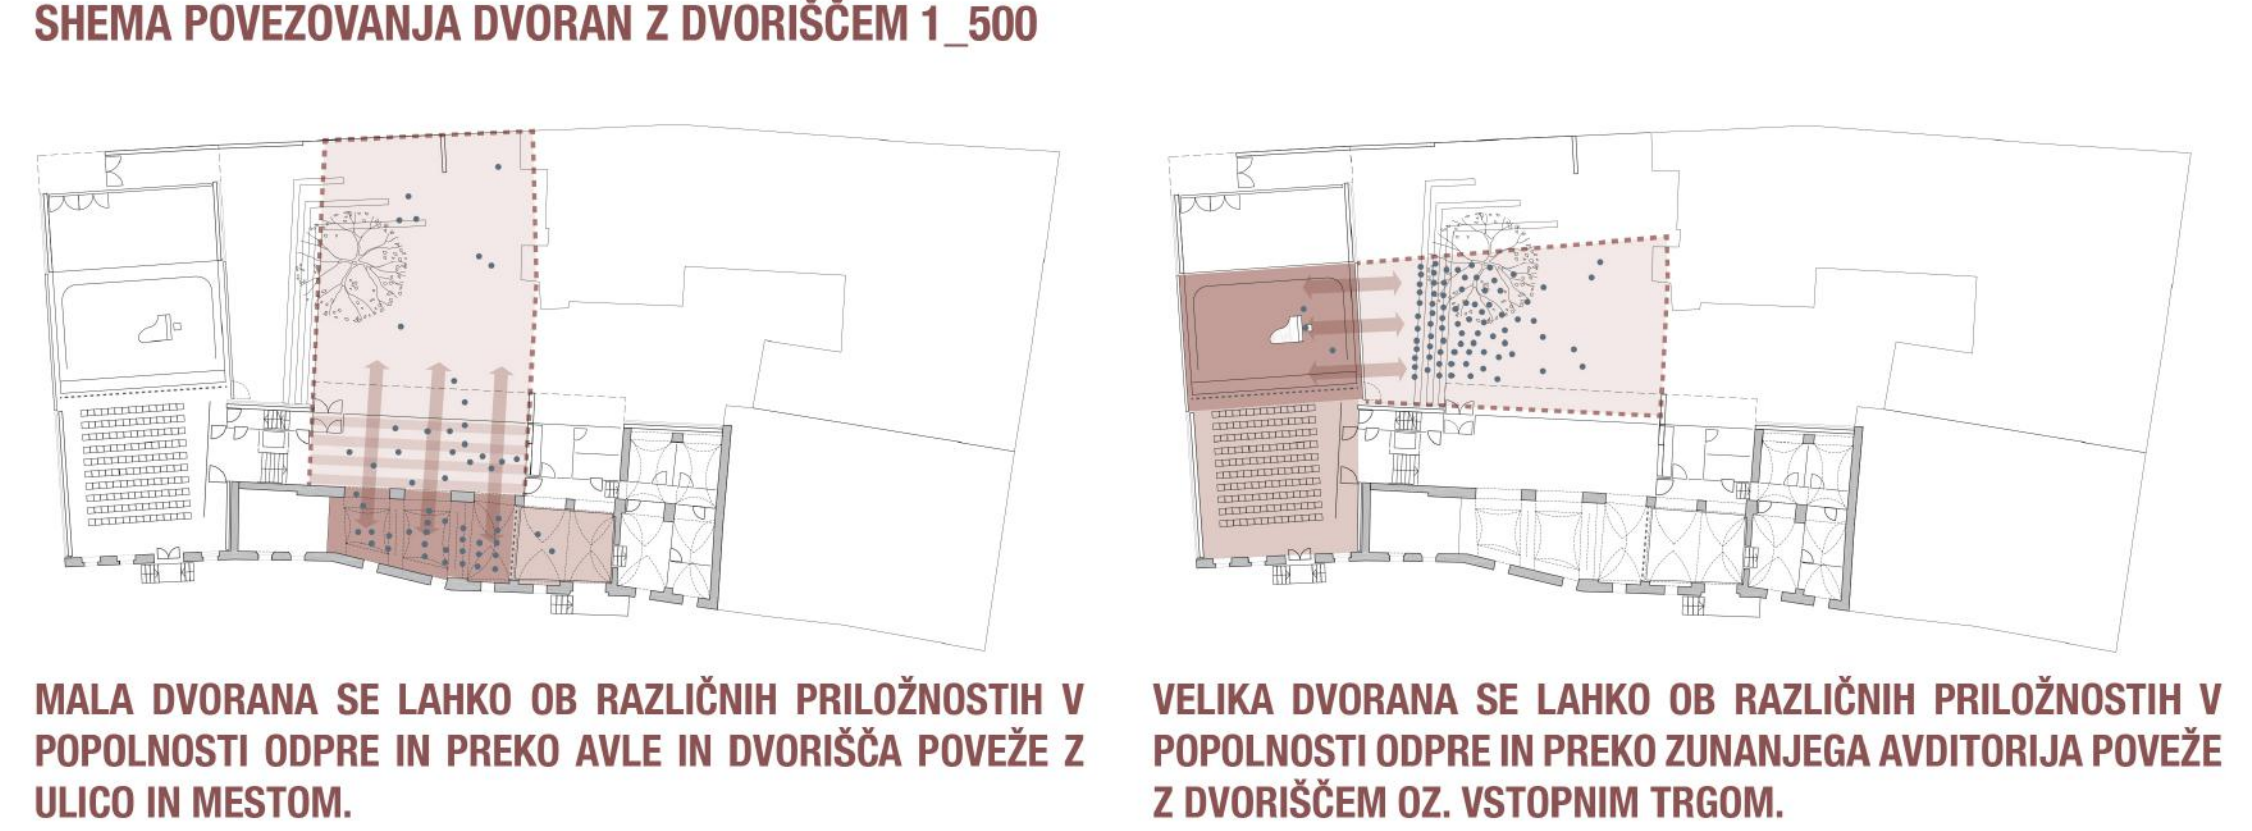 SHEMA POVEZOVANJA DVORAN Z DVORIŠČEM 1_500
MALA DVORANA SE LAHKO OB RAZLIČNIH PRILOŽNOSTIH V
POPOLNOSTI ODPRE IN PREKO AVLE IN DVORIŠČA POVEŽE Z
ULICO IN MESTOM.
VELIKA DVORANA SE LAHKO OB RAZLIČNIH PRILOŽNOSTIH V
POPOLNOSTI ODPRE IN PREKO ZUNANJEGA AVDITORIJA POVEŽE
Z DVORIŠČEM OZ. VSTOPNIM TRGOM.